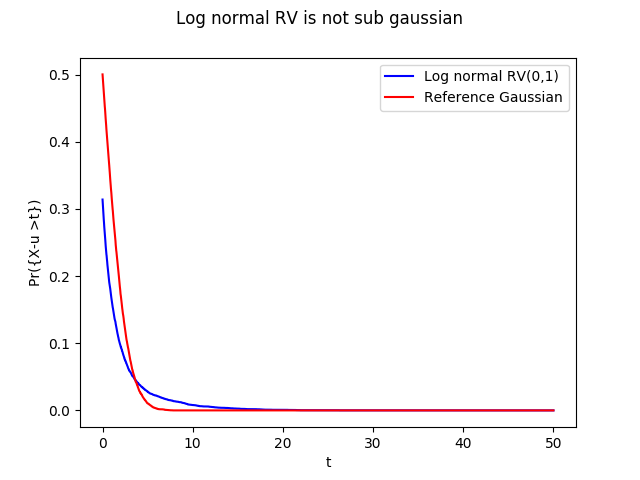 Log normal RV is not sub gaussian
Log normal RV(0,1)
Reference Gaussian
Pr({X-u >t})
0.5
0.4
0.3
0.2
0.1
0.0
0 10 20 30 40 50
t